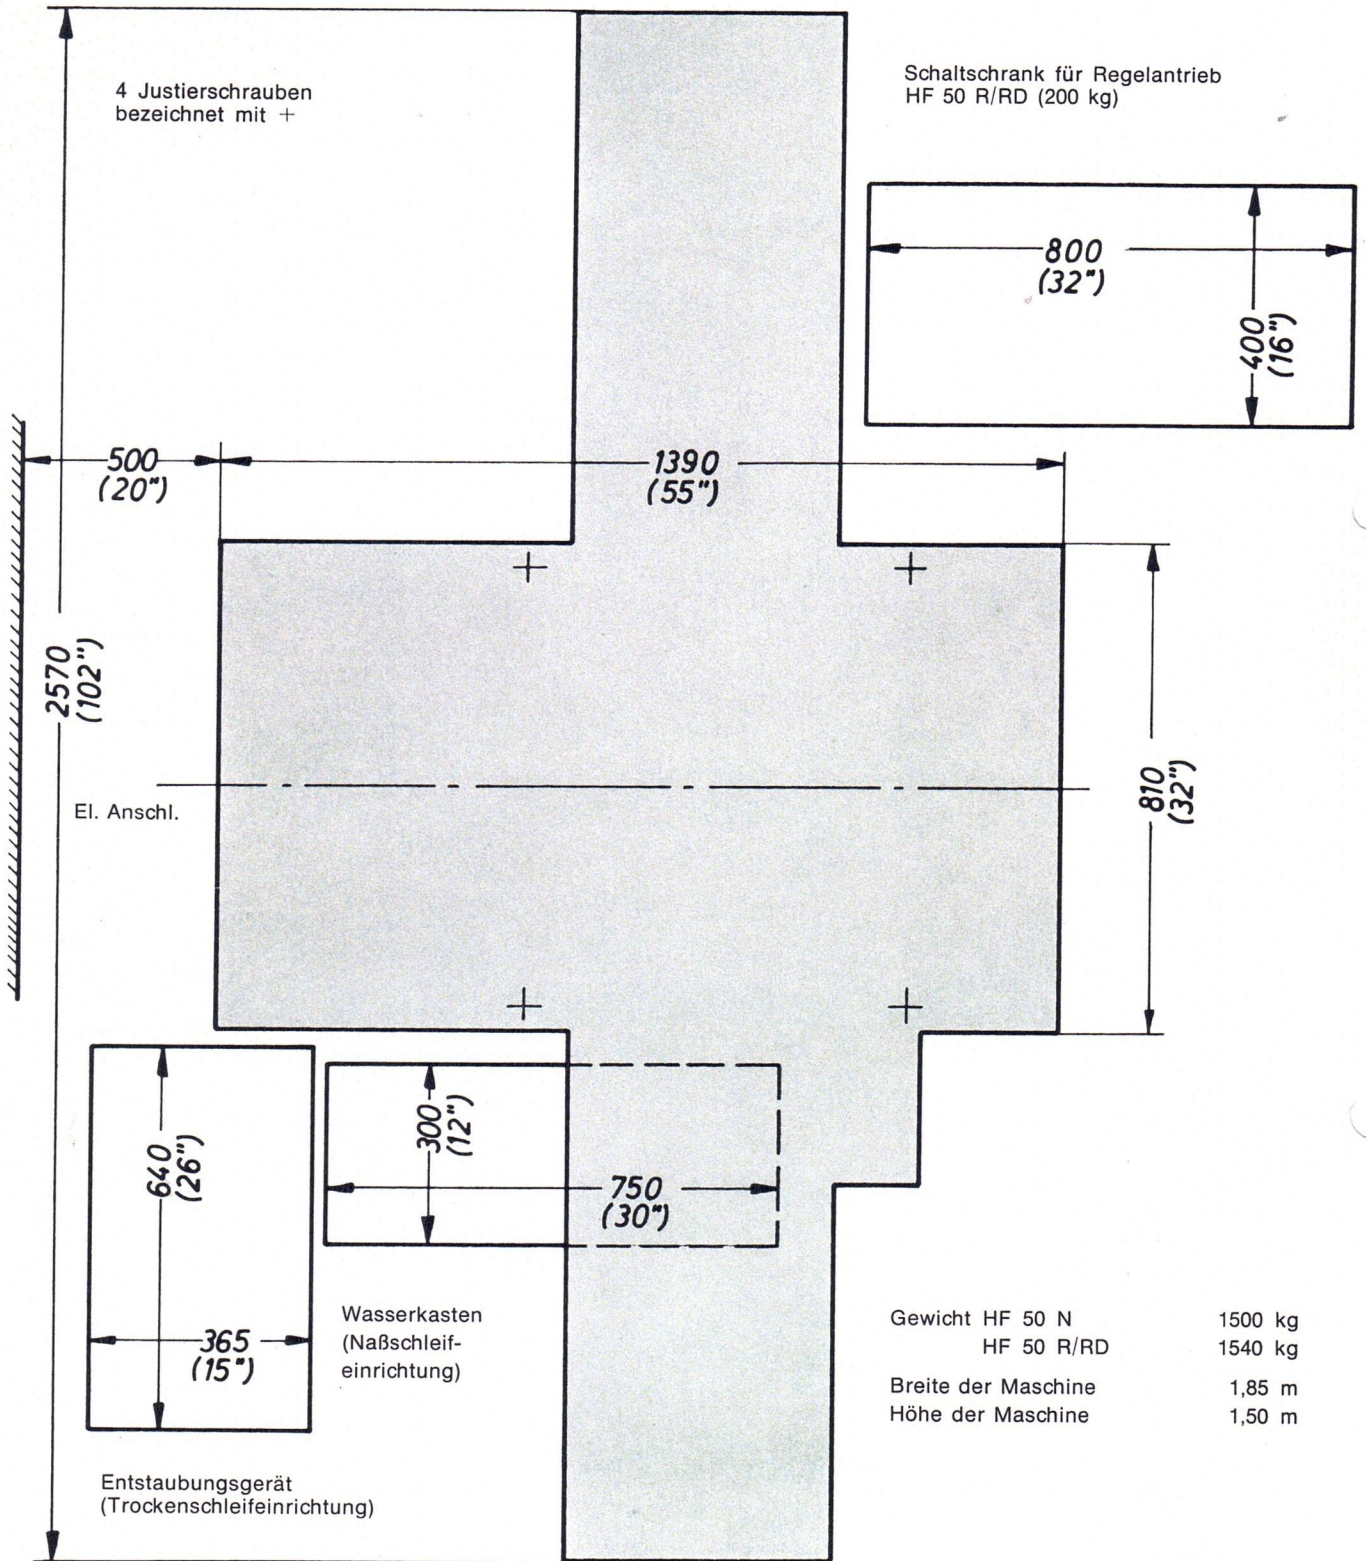 4 Justierschrauben
bezeichnet mit +
Schaltschrank für Regelantrieb
HF 50 R/RD (200 kg)
800
(32")
400
(16")
500
(20")
1390
(55")
2570
(102")
810
(32")
El. Anschl.
640
(26")
300
(12")
750
(30")
365
(15")
Wasserkasten
(Naßschleif-
einrichtung)
Entstaubungsgerät
(Trockenschleifeinrichtung)
Gewicht HF 50 N 1500 kg
HF 50 R/RD 1540 kg
Breite der Maschine 1,85 m
Höhe der Maschine 1,50 m